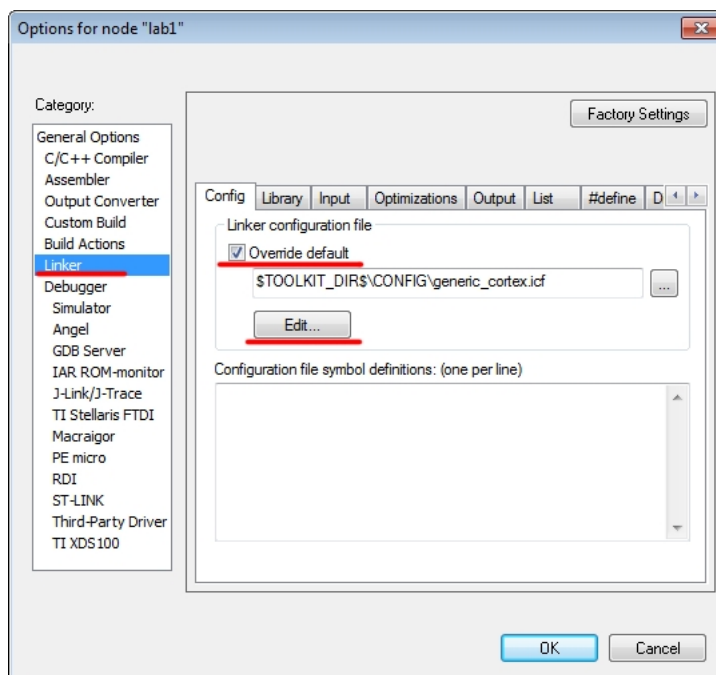 Options for node "lab1"
Category:
Factory Settings
General Options
C/C++ Compiler
Assembler
Output Converter
Custom Build
Build Actions
Linker
Debugger
Simulator
Angel
GDB Server
IAR ROM-monitor
J-Link/J-Trace
TI Stellaris FTDI
Macraigor
PE micro
RDI
ST-LINK
Third-Party Driver
TI XDS100
Config Library Input Optimizations Output List #define D
Linker configuration file
Override default
$TOOLKIT_DIR$\CONFIG\generic_cortex.icf
...
Edit...
Configuration file symbol definitions: (one per line)
OK Cancel